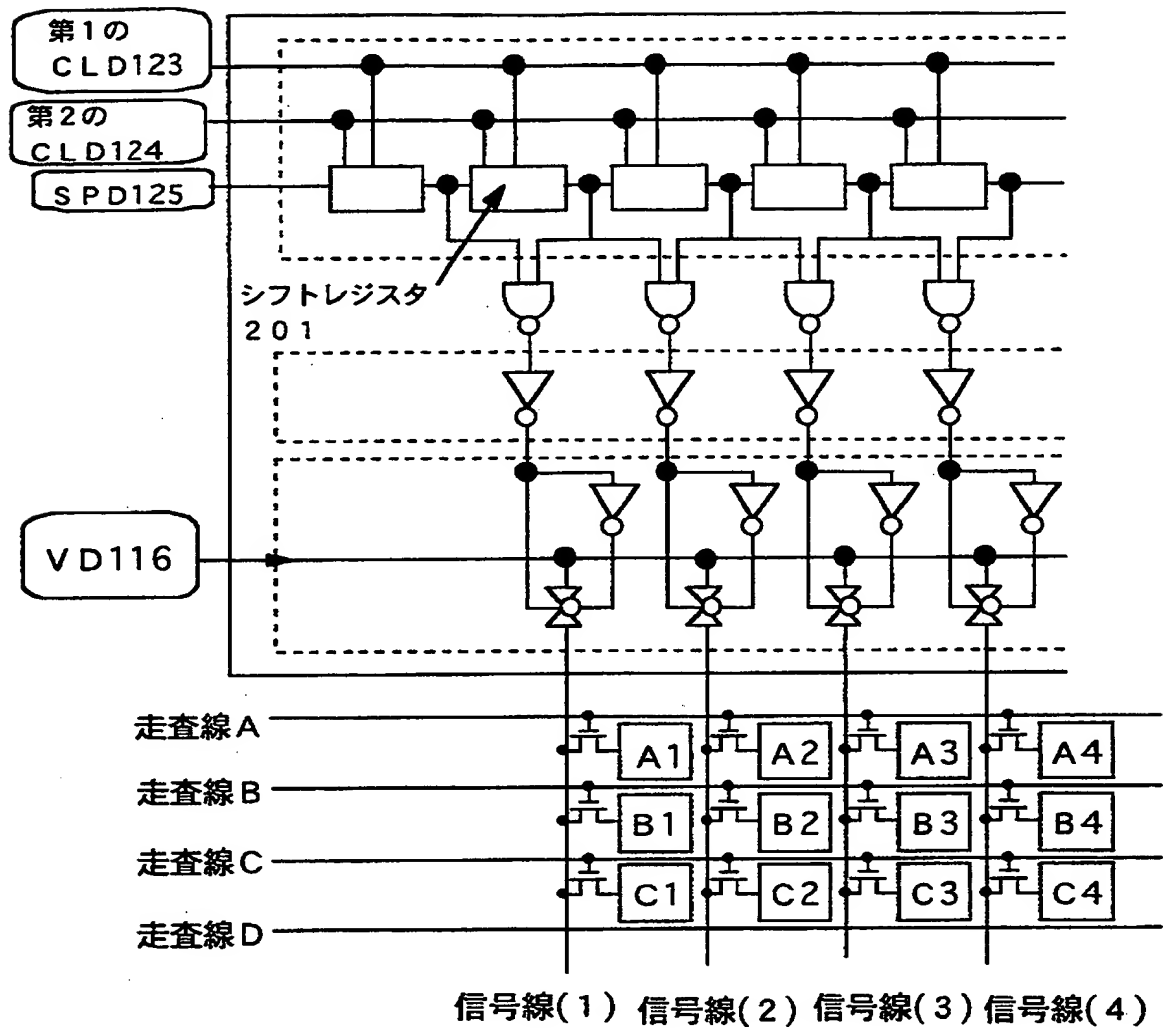 第1の
CLD123
第2の
CLD124
SPD125
シフトレジスタ
201
VD116
走査線A
A1 A2 A3 A4
走査線B
B1 B2 B3 B4
走査線C
C1 C2 C3 C4
走査線D
信号線(1) 信号線(2) 信号線(3) 信号線(4)